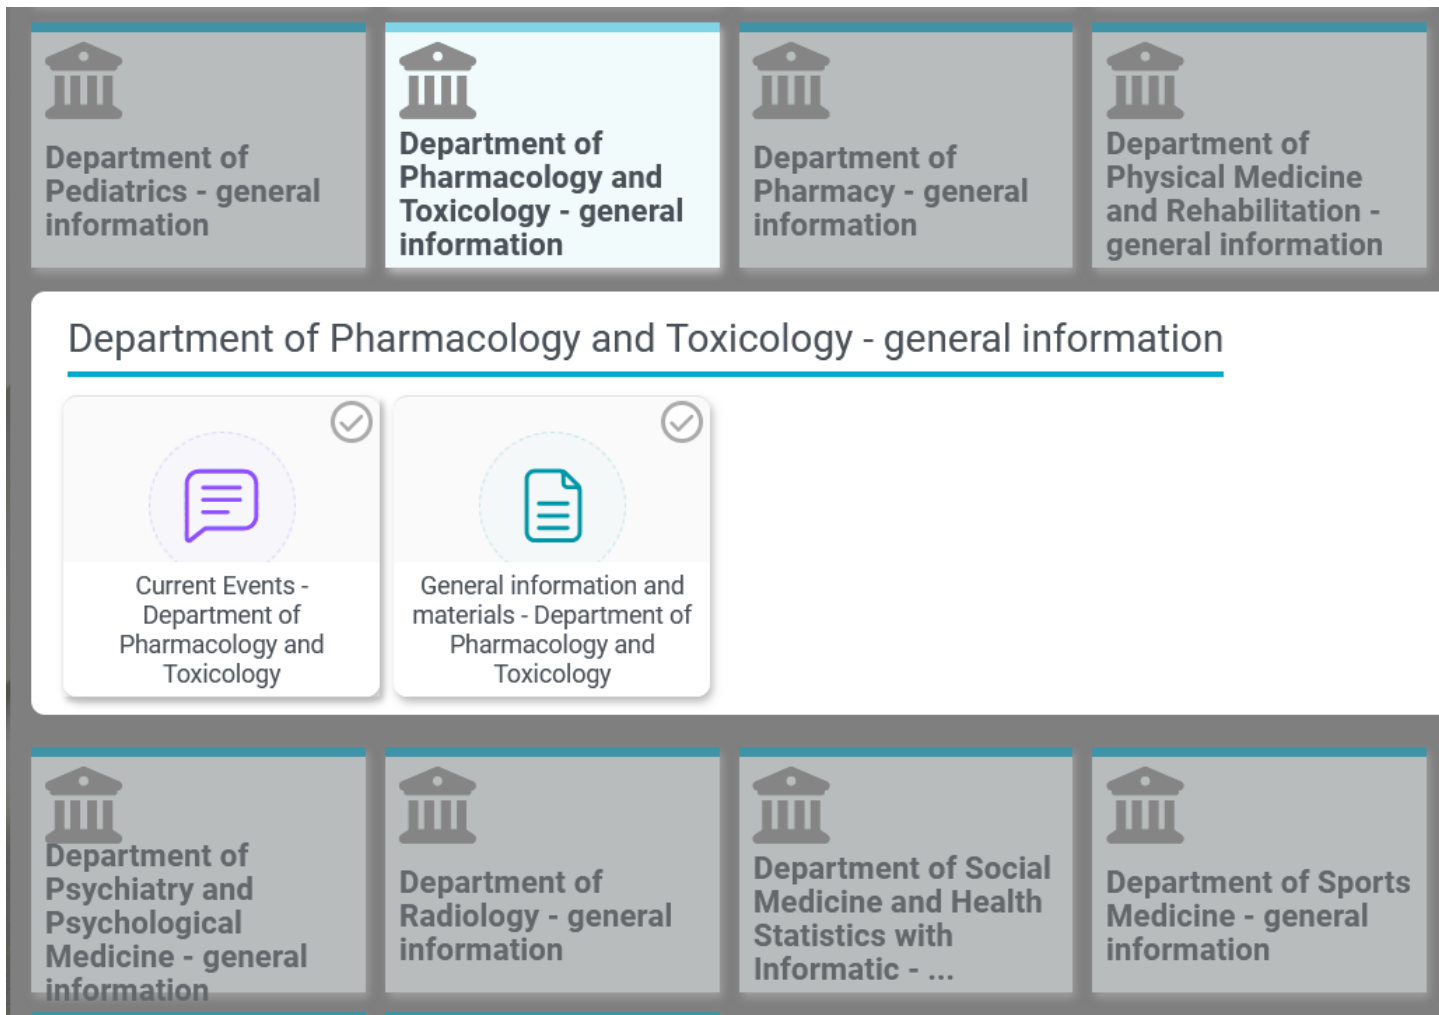 Department of
Pediatrics - general
information
Department of
Pharmacology and
Toxicology - general
information
Department of
Pharmacy - general
information
Department of
Physical Medicine
and Rehabilitation -
general information
Department of Pharmacology and Toxicology - general information
Current Events -
Department of
Pharmacology and
Toxicology
General information and
materials - Department of
Pharmacology and
Toxicology
Department of
Psychiatry and
Psychological
Medicine - general
information
Department of
Radiology - general
information
Department of Social
Medicine and Health
Statistics with
Informatic - ...
Department of Sports
Medicine - general
information